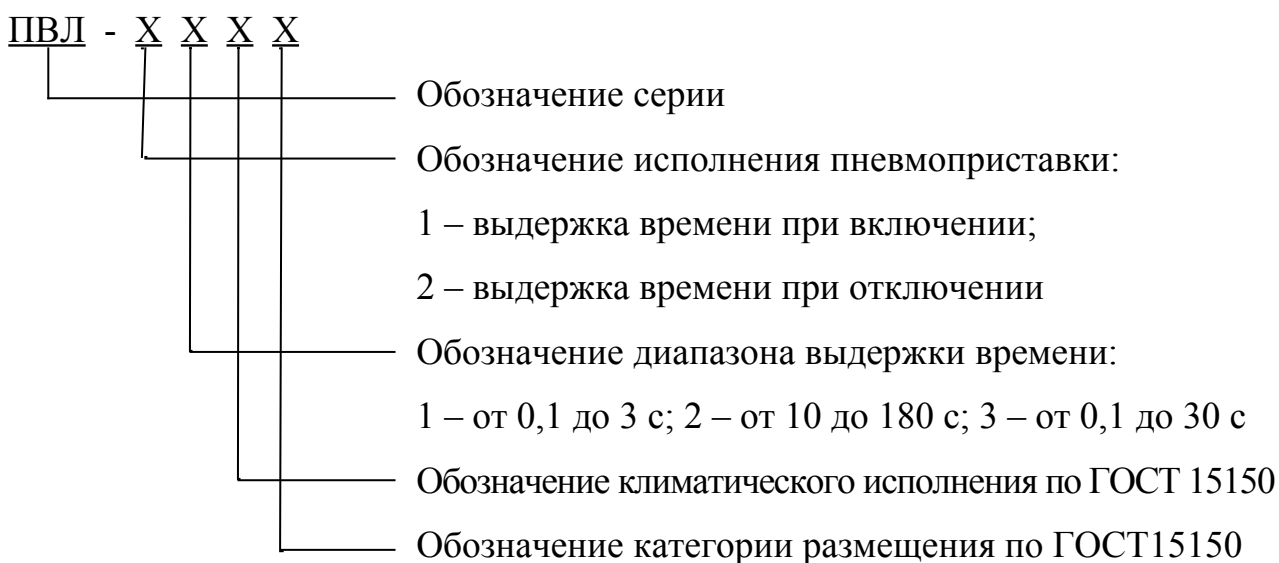 ПВЛ - Х Х Х Х
Обозначение серии
Обозначение исполнения пневмоприставки:
1 – выдержка времени при включении;
2 – выдержка времени при отключении
Обозначение диапазона выдержки времени:
1 – от 0,1 до 3 с; 2 – от 10 до 180 с; 3 – от 0,1 до 30 с
Обозначение климатического исполнения по ГОСТ 15150
Обозначение категории размещения по ГОСТ15150